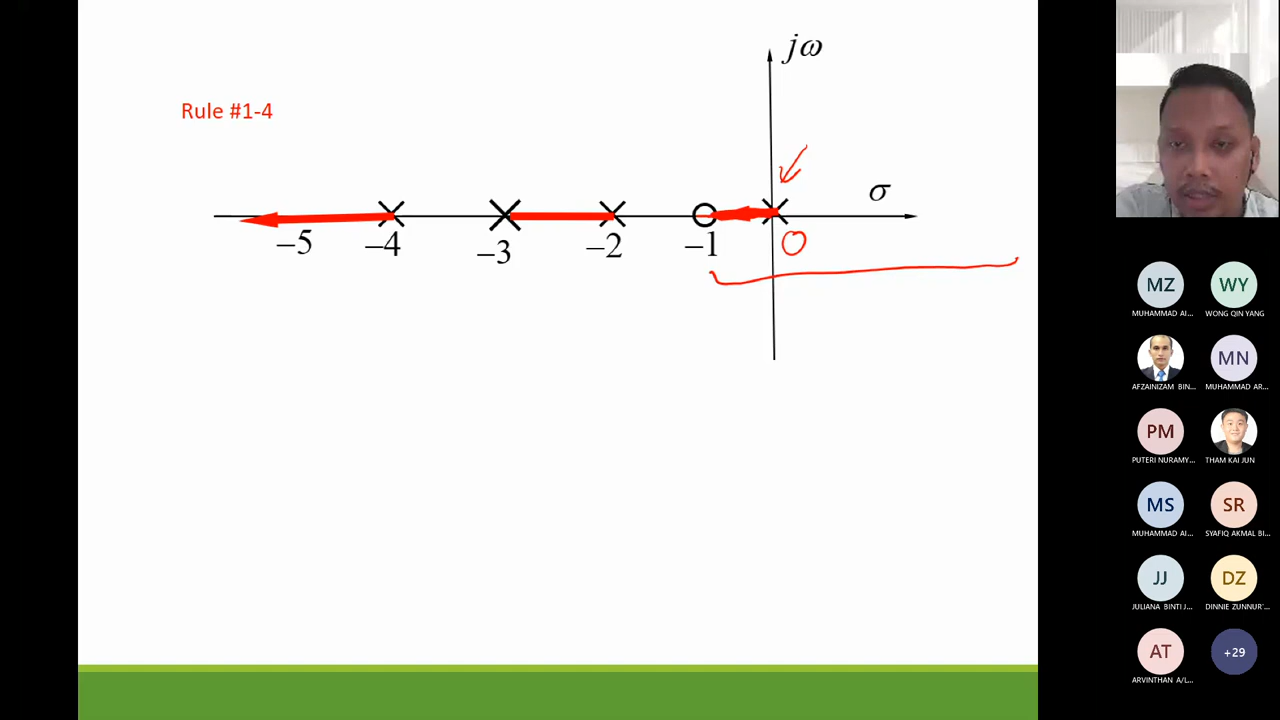 jω
Rule #1-4
σ
–5
–4
–3
–2
–1
0
MZ
WY
MUHAMMAD AI...
WONG QIN YANG
MN
AFZAINIZAM BIN...
MUHAMMAD AR...
PM
PUTERI NURAMY...
THAM KAI JUN
MS
SR
MUHAMMAD AI...
SYAFIQ AKMAL BI...
JJ
DZ
JULIANA BINTI J...
DINNIE ZUNNUR'...
AT
+29
ARVINTHAN A/L...